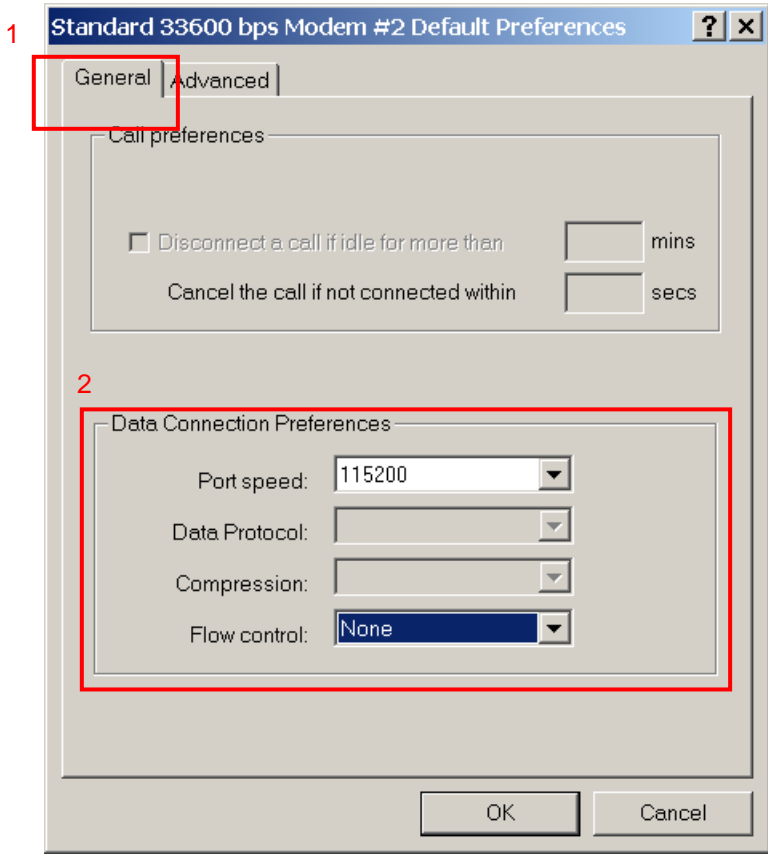 1
Standard 33600 bps Modem #2 Default Preferences ? ×
General Advanced
Call preferences
Disconnect a call if idle for more than mins
Cancel the call if not connected within secs
2
Data Connection Preferences
Port speed: 115200
Data Protocol:
Compression:
Flow control: None
OK Cancel